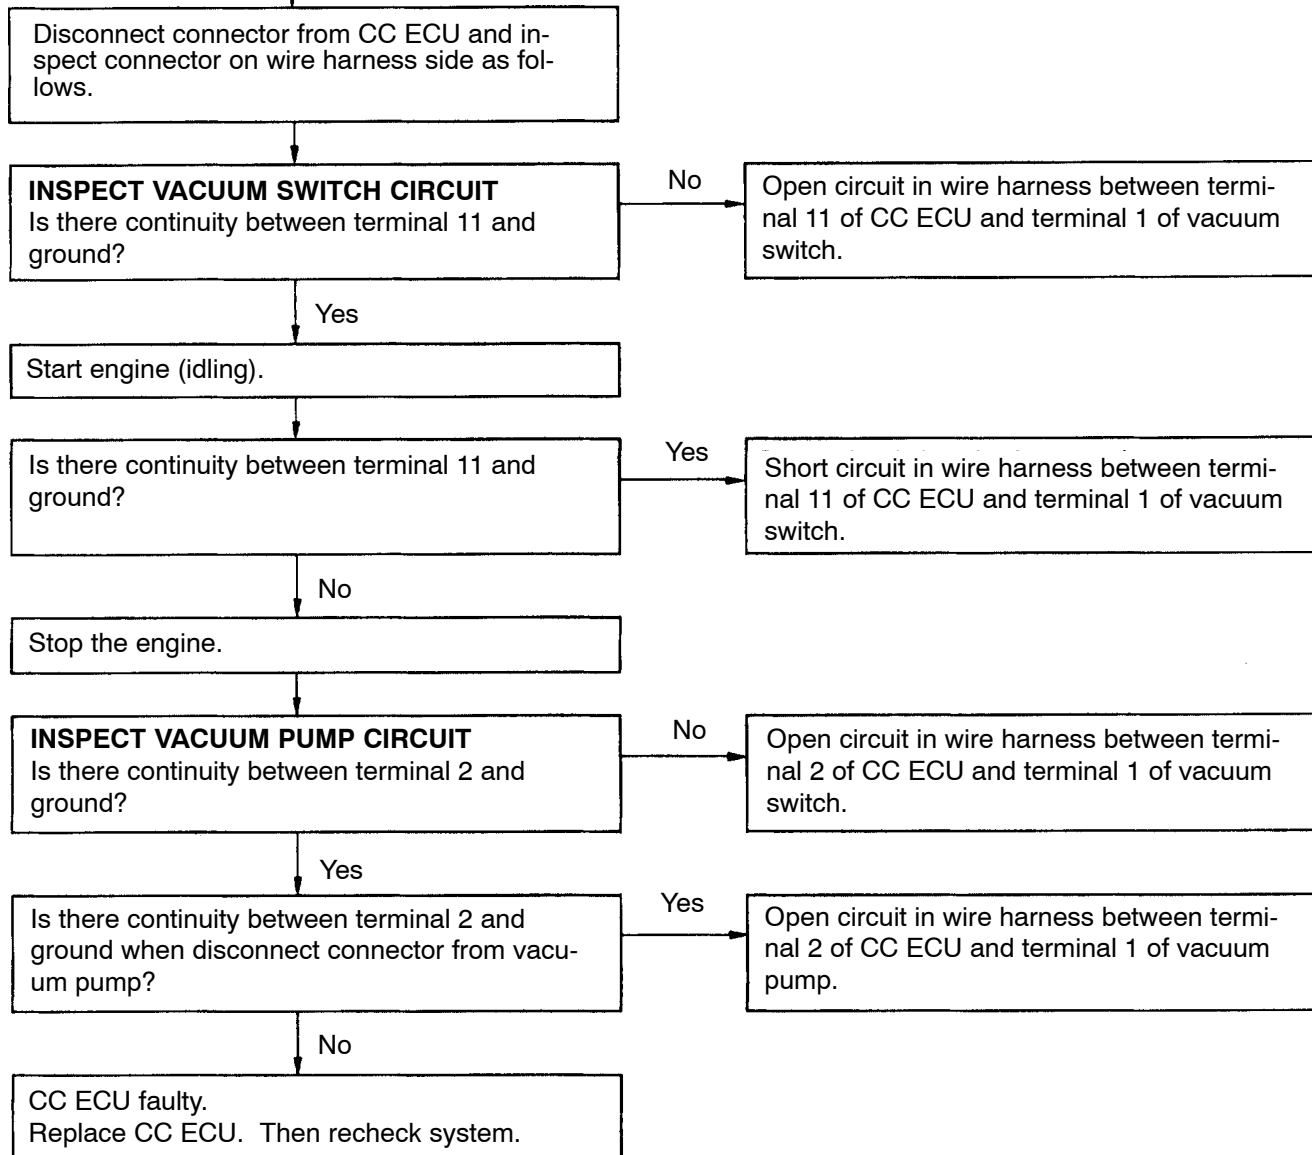 Disconnect connector from CC ECU and in-
spect connector on wire harness side as fol-
lows.
INSPECT VACUUM SWITCH CIRCUIT
Is there continuity between terminal 11 and
ground?
No
Open circuit in wire harness between termi-
nal 11 of CC ECU and terminal 1 of vacuum
switch.
Yes
Start engine (idling).
Is there continuity between terminal 11 and
ground?
Yes
Short circuit in wire harness between termi-
nal 11 of CC ECU and terminal 1 of vacuum
switch.
No
Stop the engine.
INSPECT VACUUM PUMP CIRCUIT
Is there continuity between terminal 2 and
ground?
No
Open circuit in wire harness between termi-
nal 2 of CC ECU and terminal 1 of vacuum
switch.
Yes
Is there continuity between terminal 2 and
ground when disconnect connector from vacu-
um pump?
Yes
Open circuit in wire harness between termi-
nal 2 of CC ECU and terminal 1 of vacuum
pump.
No
CC ECU faulty.
Replace CC ECU. Then recheck system.